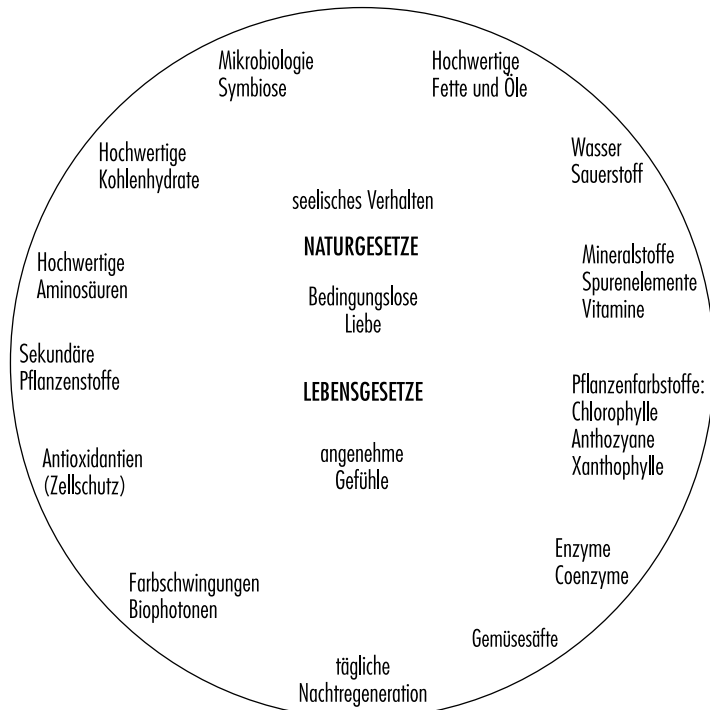 Mikrobiologie
Symbiose
Hochwertige
Fette und Öle
Wasser
Sauerstoff
Hochwertige
Kohlenhydrate
seelisches Verhalten
NATURGESETZE
Bedingungslose
Liebe
Mineralstoffe
Spurenelemente
Vitamine
Hochwertige
Aminosäuren
Sekundäre
Pflanzenstoffe
LEBENSGESETZE
Pflanzenfarbstoffe:
Chlorophylle
Anthozyane
Xanthophylle
Antioxidantien
(Zellschutz)
angenehme
Gefühle
Enzyme
Coenzyme
Farbschwingungen
Biophotonen
Gemüsesäfte
tägliche
Nachtregeneration